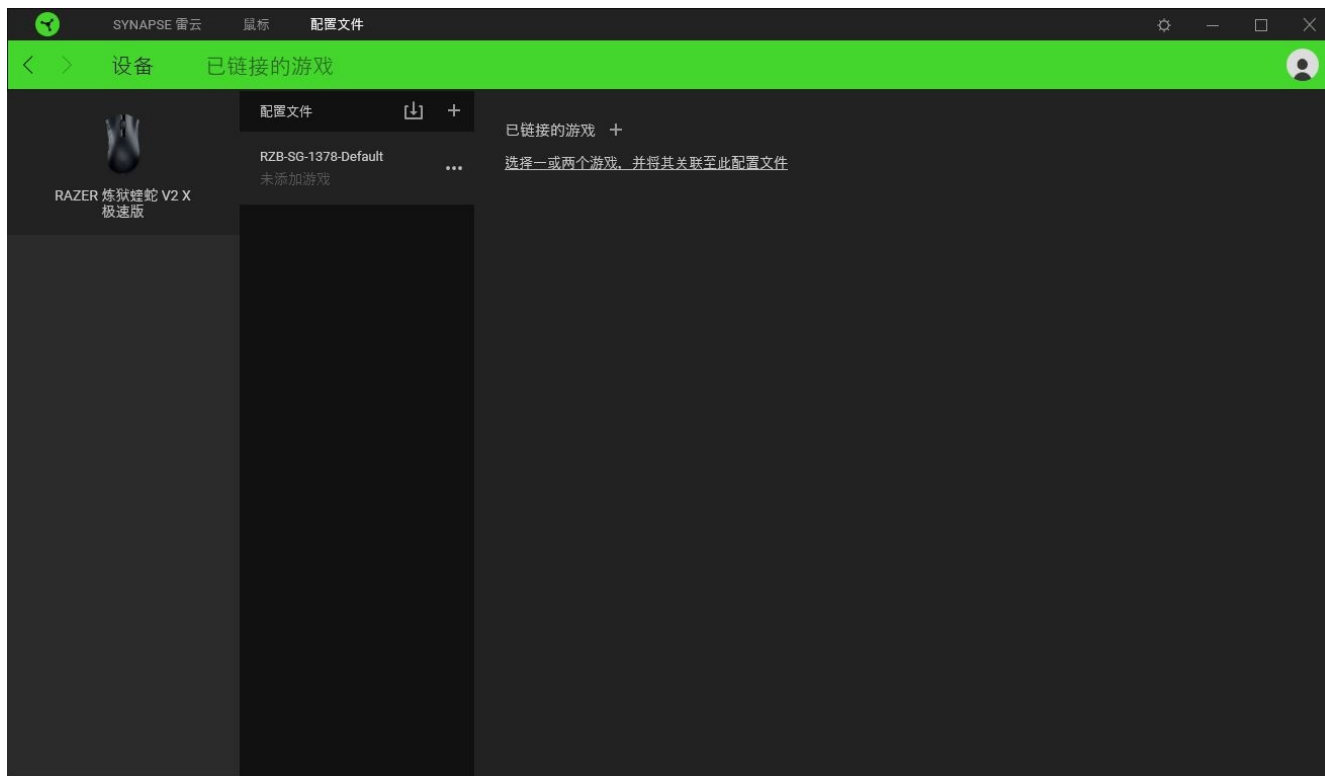 SYNAPSE 雷云 鼠标 配置文件
设备 已链接的游戏
RAZER 炼狱蝰蛇 V2 X
极速版
配置文件
RZB-SG-1378-Default
未添加游戏
已链接的游戏
选择一或两个游戏，并将其关联至此配置文件